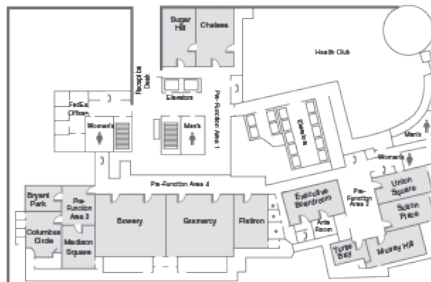 Sugar
Hill
Chelsea
Health Club
Reception
Desk
Elevators
Pre-Function
Area 1
FedEx
Office
Women's
Men's
Elevators
Men's
Women's
Pre-Function Area 4
Bryant
Park
Pre-
Function
Area 3
Columbus
Circle
Madison
Square
Bowery
Gramercy
Flatiron
Executive
Boardroom
Ante
Room
Pre-
Function
Area 2
Union
Square
Sutton
Place
Turtle
Bay
Murray Hill